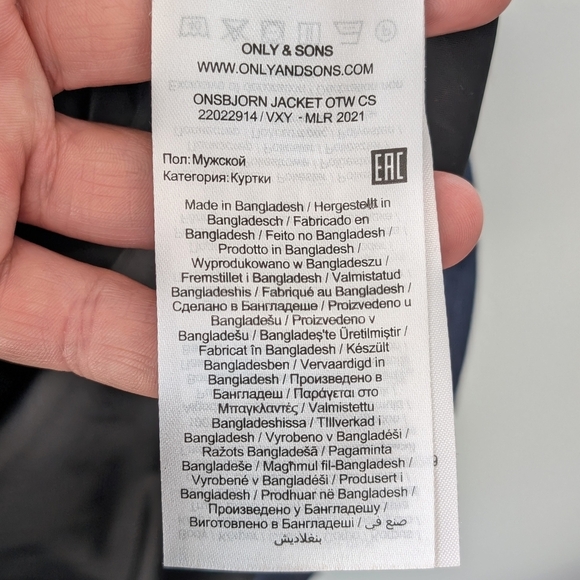 ONLY & SONS
WWW.ONLYANDSONS.COM
ONSBJORN JACKET OTW CS
22022914 / VXY - MLR 2021
Пол: Мужской
Категория: Куртки
EAC
Made in Bangladesh / Hergestellt in
Bangladesch / Fabricado en
Bangladesh / Feito no Bangladesh /
Prodotto in Bangladesh /
Wyprodukowano w Bangladeszu /
Fremstillet i Bangladesh / Valmistatud
Bangladeshis / Fabriqué au Bangladesh /
Сделано в Бангладеше / Proizvedeno u
Bangladešu / Proizvedeno v
Bangladešu / Bangladeş'te Üretilmiştir /
Fabricat în Bangladesh / Készült
Bangladesben / Vervaardigd in
Bangladesh / Произведено в
Бангладеш / Παράγεται στο
Μπαγκλαντές / Valmistettu
Bangladeshissa / Tillverkad i
Bangladesh / Vyrobeno v Bangladéši /
Ražots Bangladešā / Pagaminta
Bangladeše / Magħmul fil-Bangladesh /
Vyrobené v Bangladéši / Produsert i
Bangladesh / Prodhuar në Bangladesh /
Произведено у Бангладешу /
Виготовлено в Бангладеші / صنع في
بنغلاديش